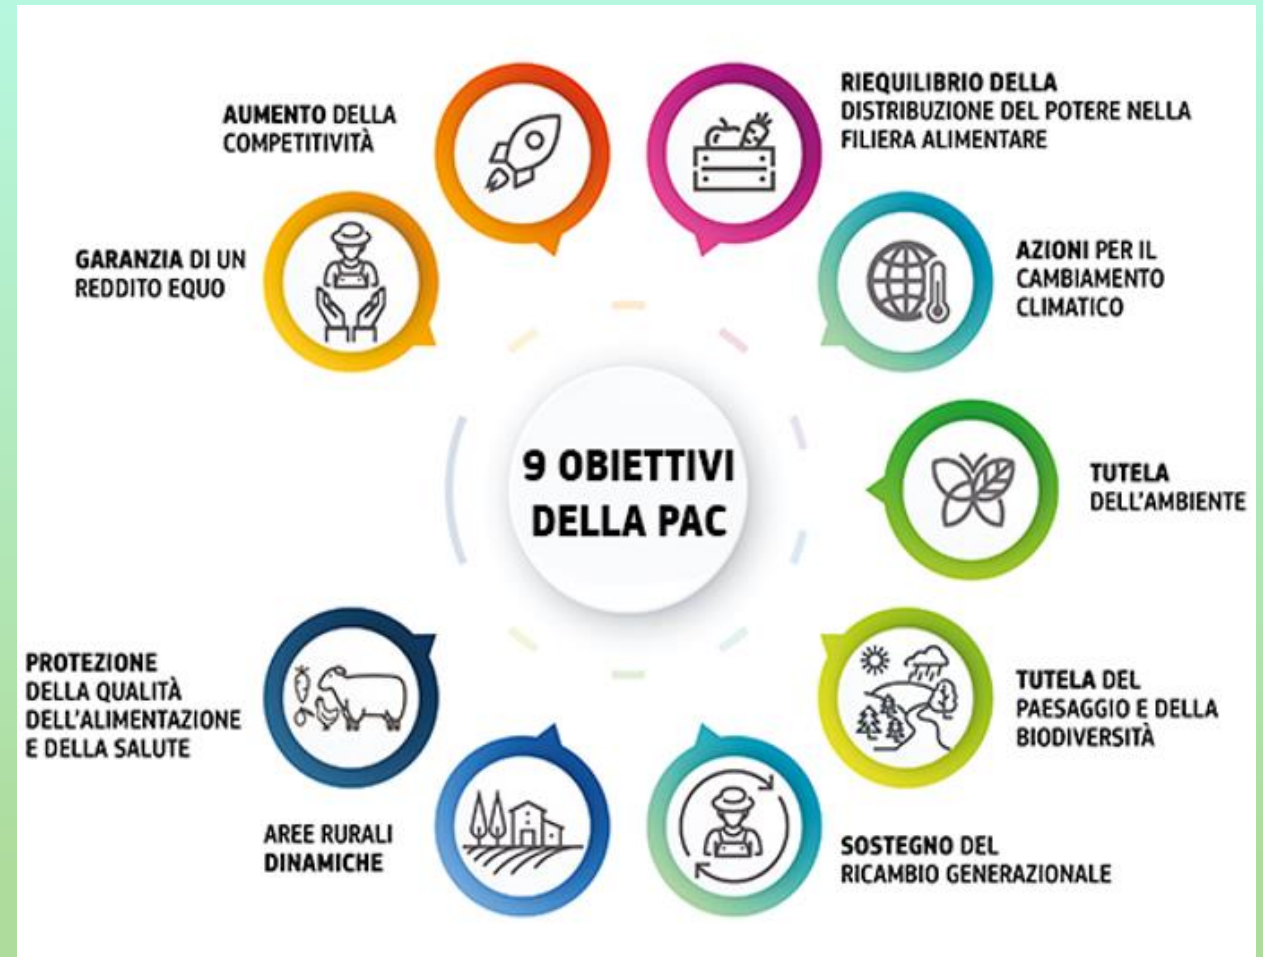 AUMENTO DELLA
COMPETITIVITÀ
RIEQUILIBRIO DELLA
DISTRIBUZIONE DEL POTERE NELLA
FILIERA ALIMENTARE
GARANZIA DI UN
REDDITO EQUO
AZIONI PER IL
CAMBIAMENTO
CLIMATICO
9 OBIETTIVI
DELLA PAC
TUTELA
DELL'AMBIENTE
PROTEZIONE
DELLA QUALITÀ
DELL'ALIMENTAZIONE
E DELLA SALUTE
TUTELA DEL
PAESAGGIO E DELLA
BIODIVERSITÀ
AREE RURALI
DINAMICHE
SOSTEGNO DEL
RICAMBIO GENERAZIONALE